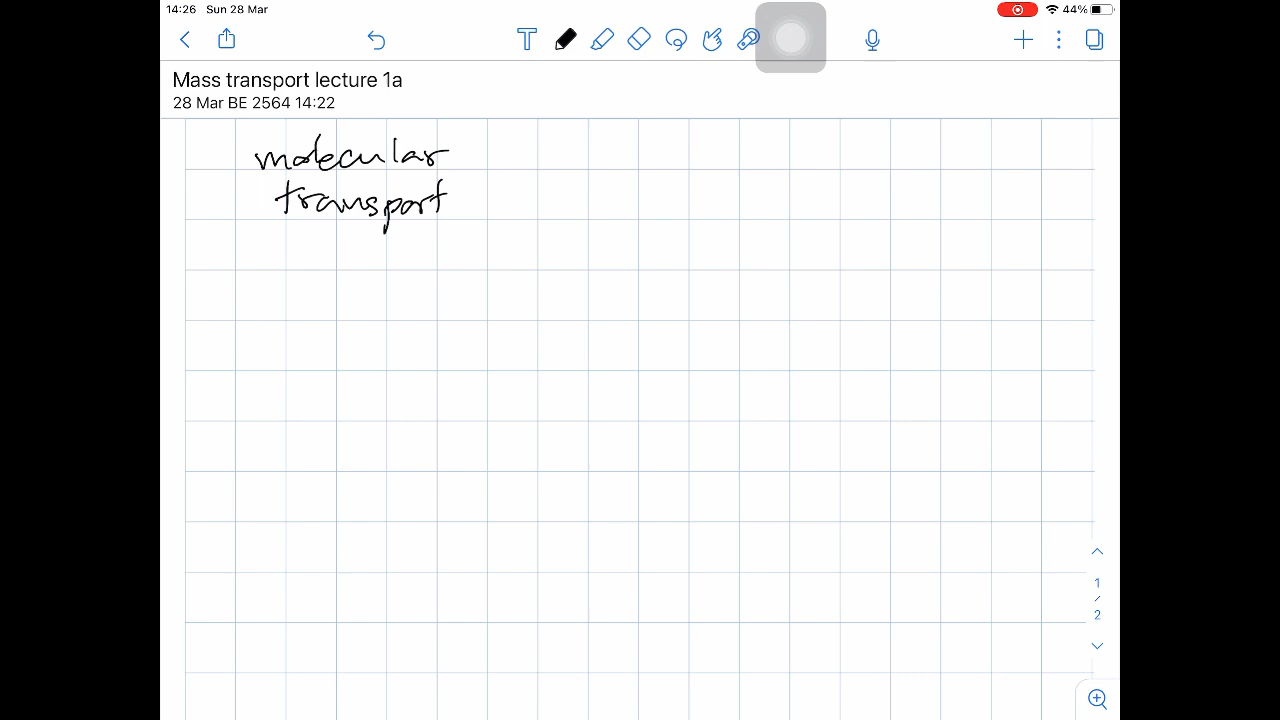 14:26 Sun 28 Mar
44%
T
Mass transport lecture 1a
28 Mar BE 2564 14:22
molecular
transport
1
/
2